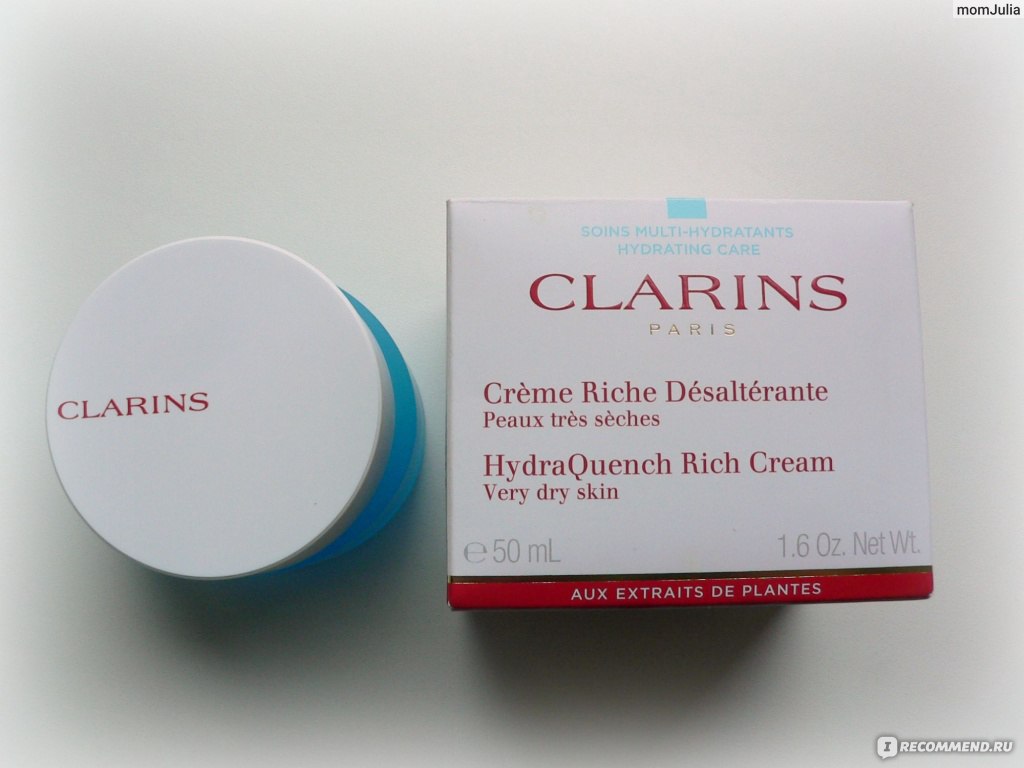 momJulia
CLARINS
SOINS MULTI-HYDRATANTS
HYDRATING CARE
CLARINS
PARIS
Crème Riche Désaltérante
Peaux très sèches
HydraQuench Rich Cream
Very dry skin
℮ 50 mL
1.6 Oz. Net Wt.
AUX EXTRAITS DE PLANTES
I RECOMMEND.RU